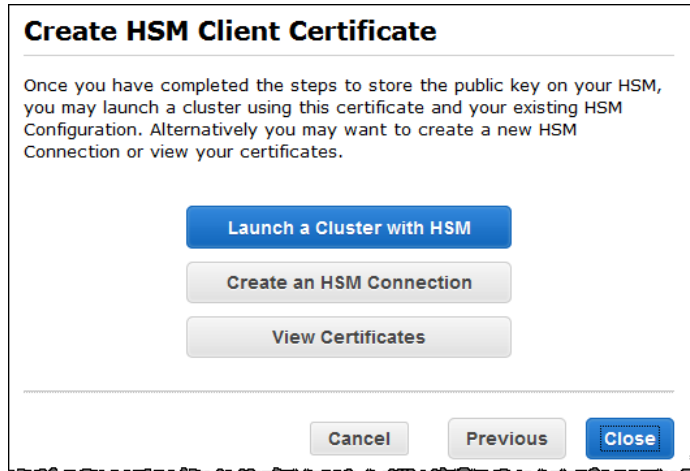 Create HSM Client Certificate
Once you have completed the steps to store the public key on your HSM,
you may launch a cluster using this certificate and your existing HSM
Configuration. Alternatively you may want to create a new HSM
Connection or view your certificates.
Launch a Cluster with HSM
Create an HSM Connection
View Certificates
Cancel Previous Close